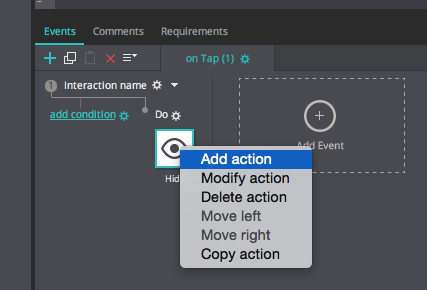 Events Comments Requirements
on Tap (1)
1 Interaction name
add condition Do
Add Event
Hid
Add action
Modify action
Delete action
Move left
Move right
Copy action